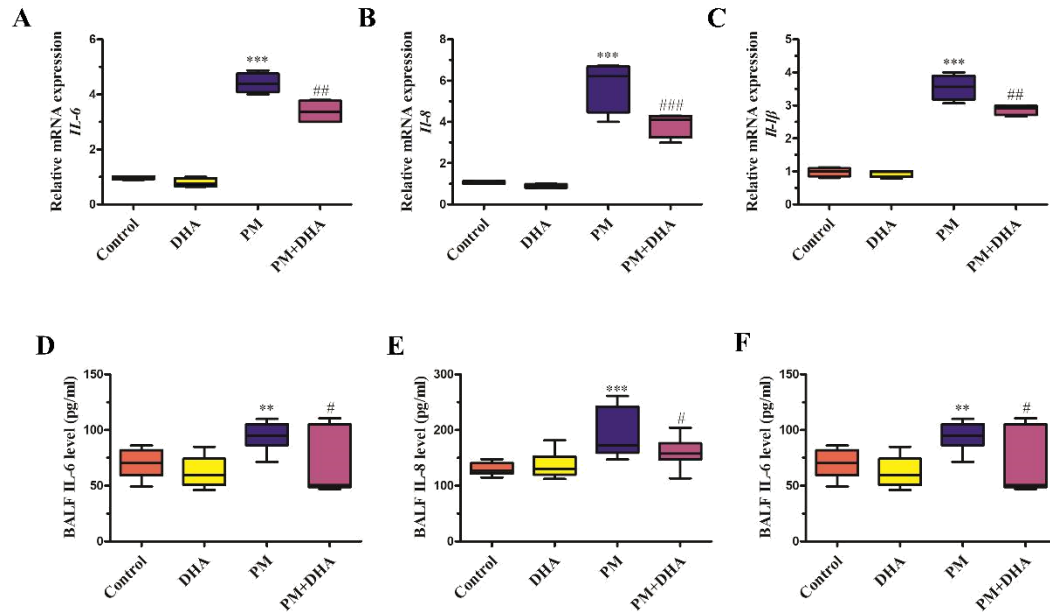 A
Relative mRNA expression
IL-6
6
4
2
0
***
##
Control
DHA
PM
PM+DHA
B
Relative mRNA expression
Il-8
8
6
4
2
0
***
###
Control
DHA
PM
PM+DHA
C
Relative mRNA expression
Il-1β
5
4
3
2
1
0
***
##
Control
DHA
PM
PM+DHA
D
BALF IL-6 level (pg/ml)
150
100
50
0
**
#
Control
DHA
PM
PM+DHA
E
BALF IL-8 level (pg/ml)
300
200
100
0
***
#
Control
DHA
PM
PM+DHA
F
BALF IL-6 level (pg/ml)
150
100
50
0
**
#
Control
DHA
PM
PM+DHA